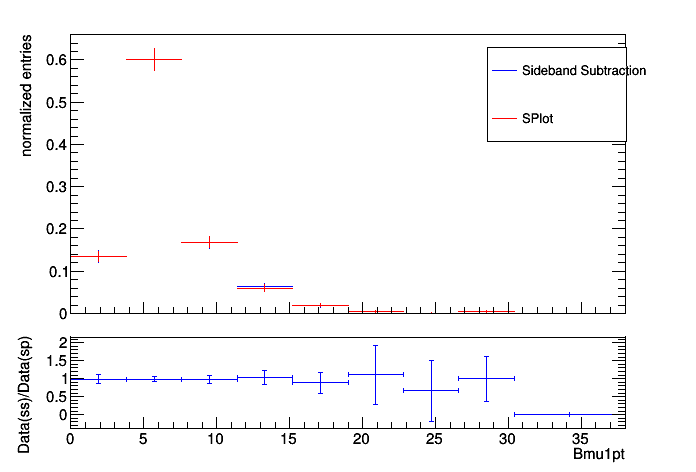 normalized entries
0.6
0.5
0.4
0.3
0.2
0.1
0
Sideband Subtraction
SPlot
Data(ss)/Data(sp)
2
1.5
1
0.5
0
0 5 10 15 20 25 30 35
Bmu1pt